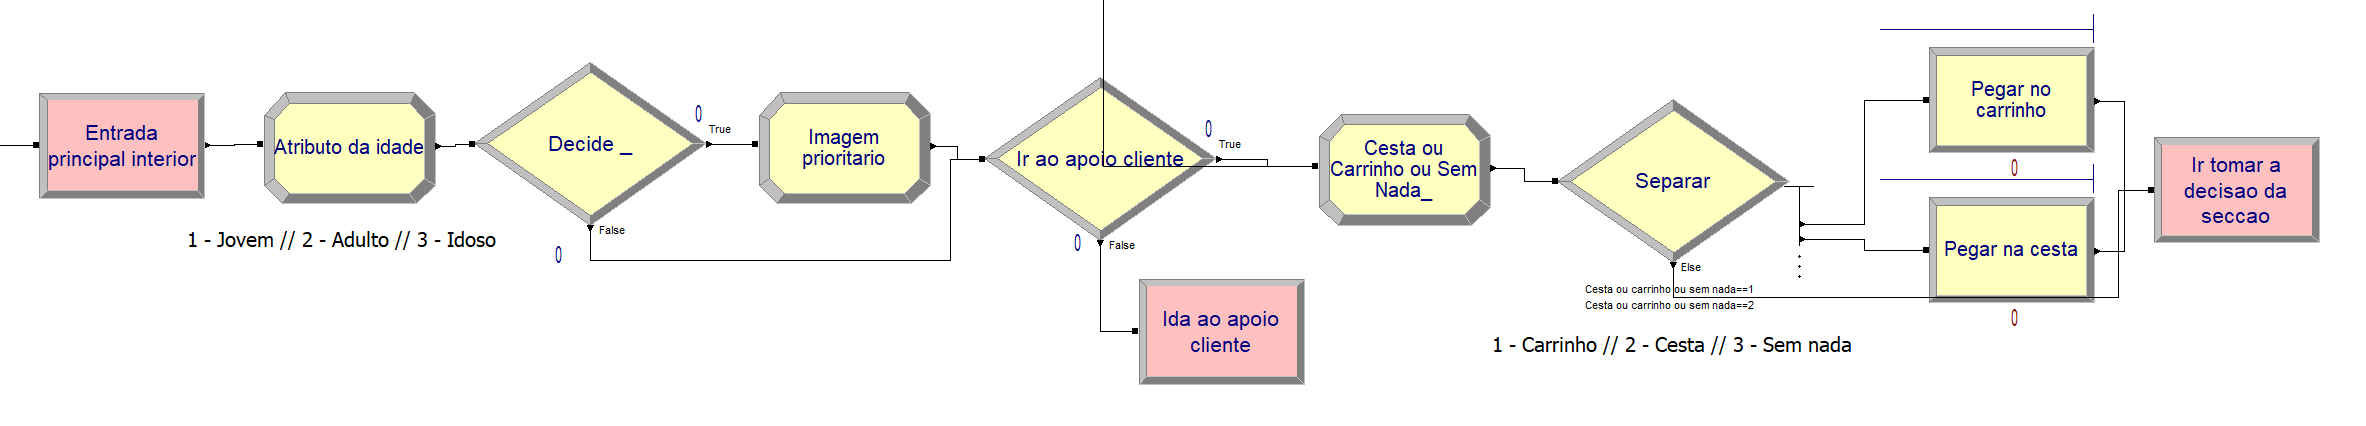 Entrada
principal interior
Atributo da idade
1 - Jovem // 2 - Adulto // 3 - Idoso
Decide _
0
True
False
0
Imagem
prioritario
Ir ao apoio cliente
0
True
0
False
Ida ao apoio
cliente
Cesta ou
Carrinho ou Sem
Nada_
Separar
Else
Cesta ou carrinho ou sem nada==1
Cesta ou carrinho ou sem nada==2
1 - Carrinho // 2 - Cesta // 3 - Sem nada
Pegar no
carrinho
0
Pegar na cesta
0
Ir tomar a
decisao da
seccao